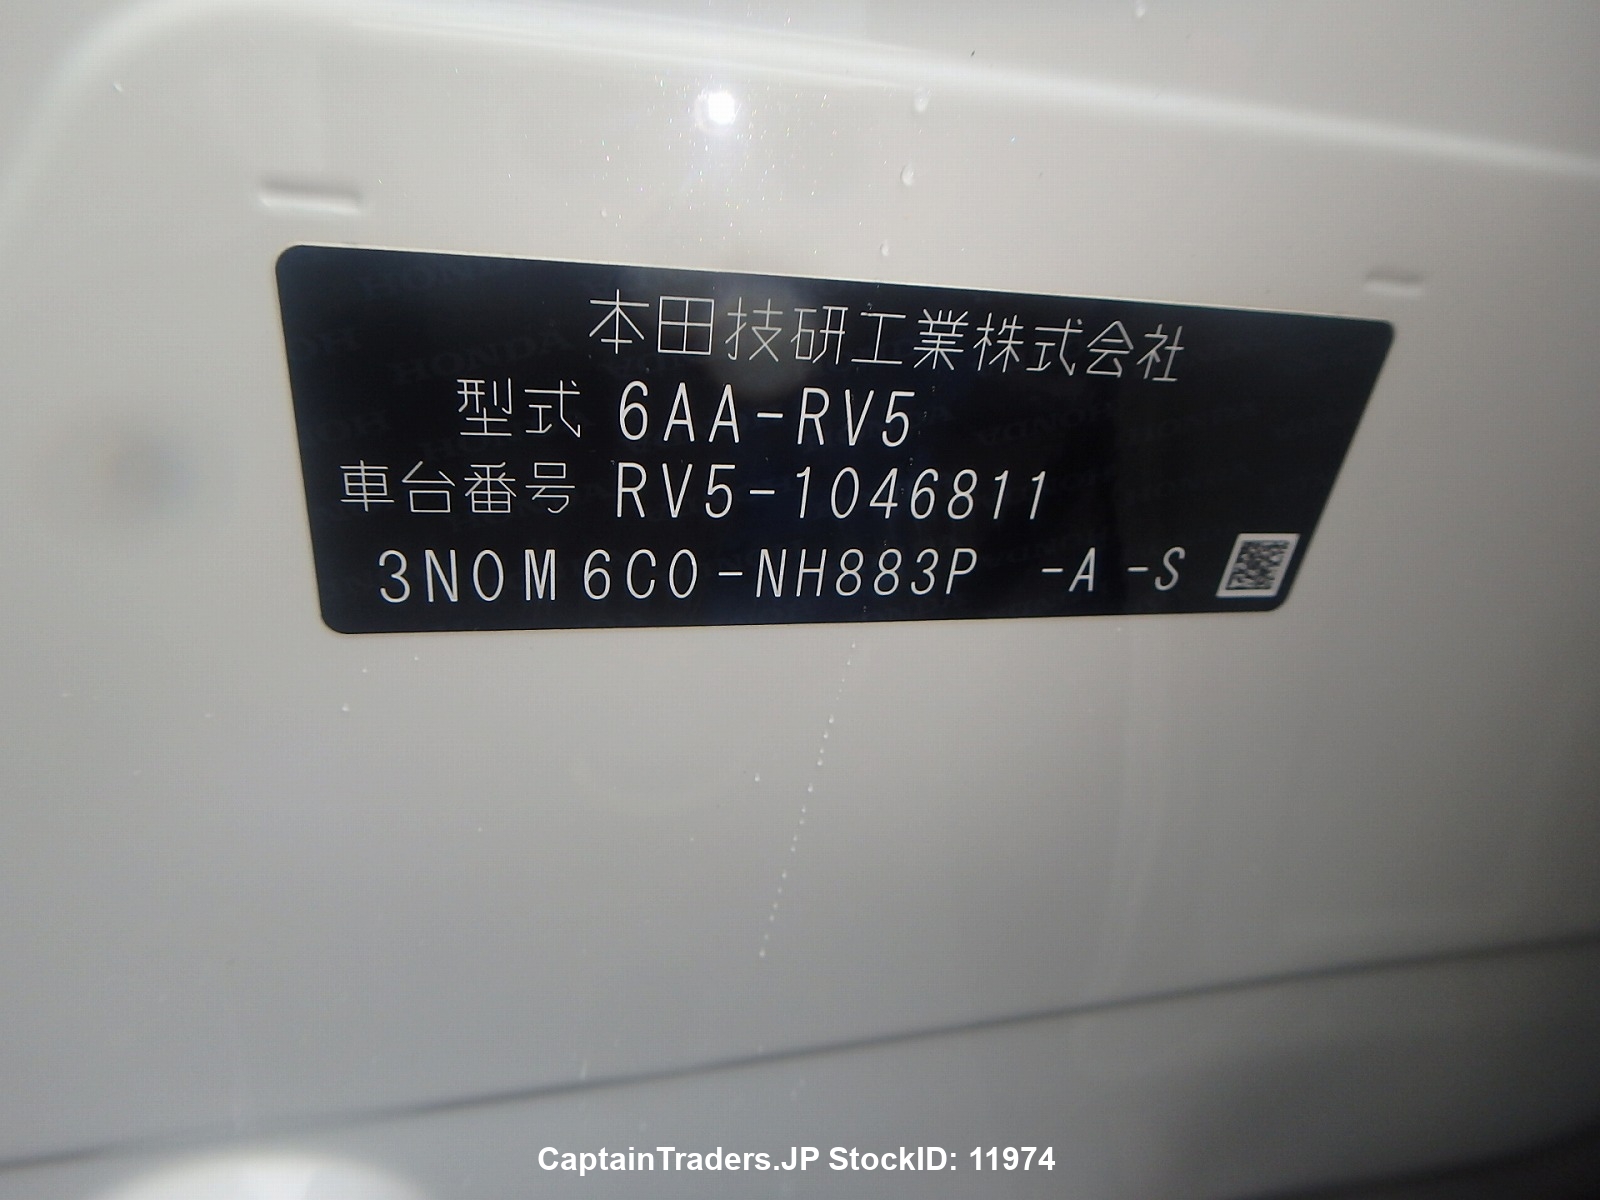 本田技研工業株式会社
型式 6AA-RV5
車台番号 RV5-1046811
3N0M6C0-NH883P -A-S
CaptainTraders.JP StockID: 11974